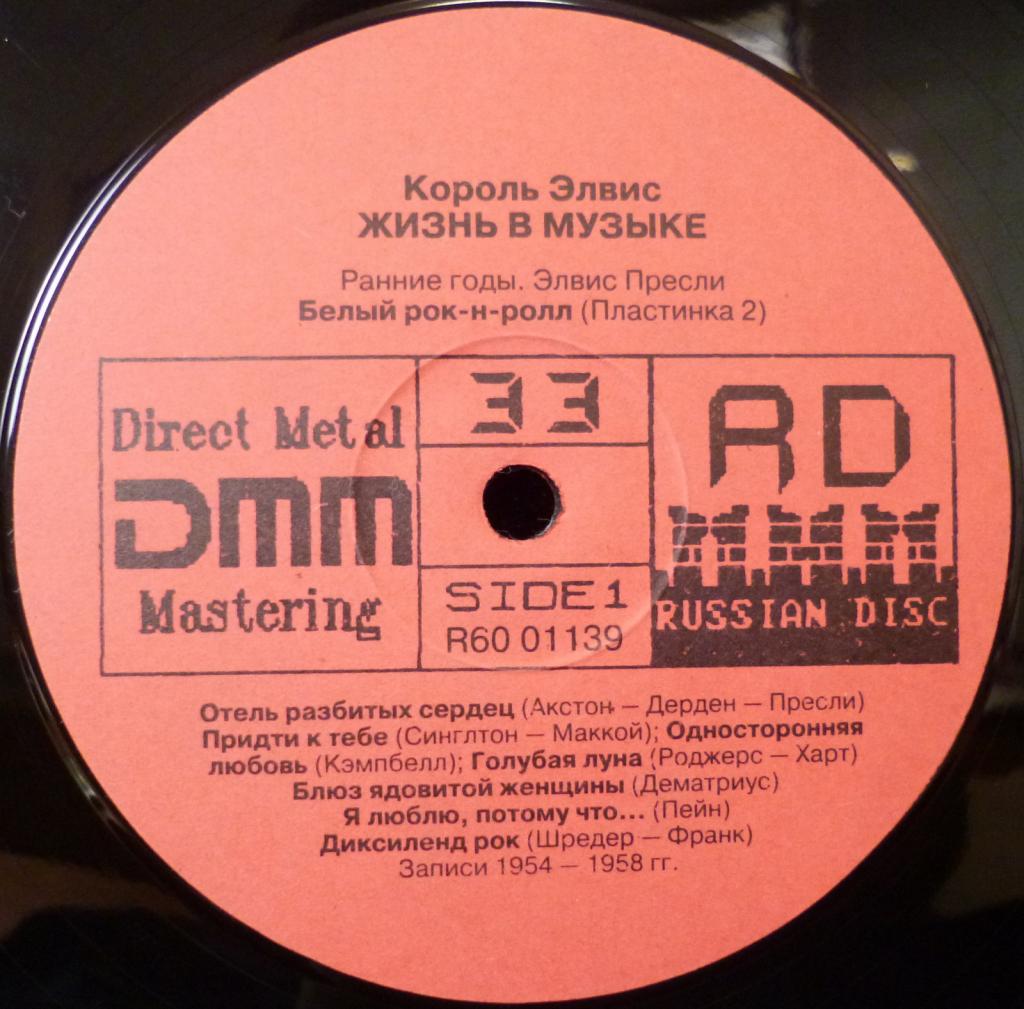 Король Элвис
ЖИЗНЬ В МУЗЫКЕ
Ранние годы. Элвис Пресли
Белый рок-н-ролл (Пластинка 2)
Direct Metal
DMM
Mastering
33
SIDE 1
R60 01139
RD
RUSSIAN DISC
Отель разбитых сердец (Акстон — Дерден — Пресли)
Придти к тебе (Синглтон — Маккой); Односторонняя
любовь (Кэмпбелл); Голубая луна (Роджерс — Харт)
Блюз ядовитой женщины (Дематриус)
Я люблю, потому что... (Пейн)
Диксиленд рок (Шредер — Франк)
Записи 1954 — 1958 гг.